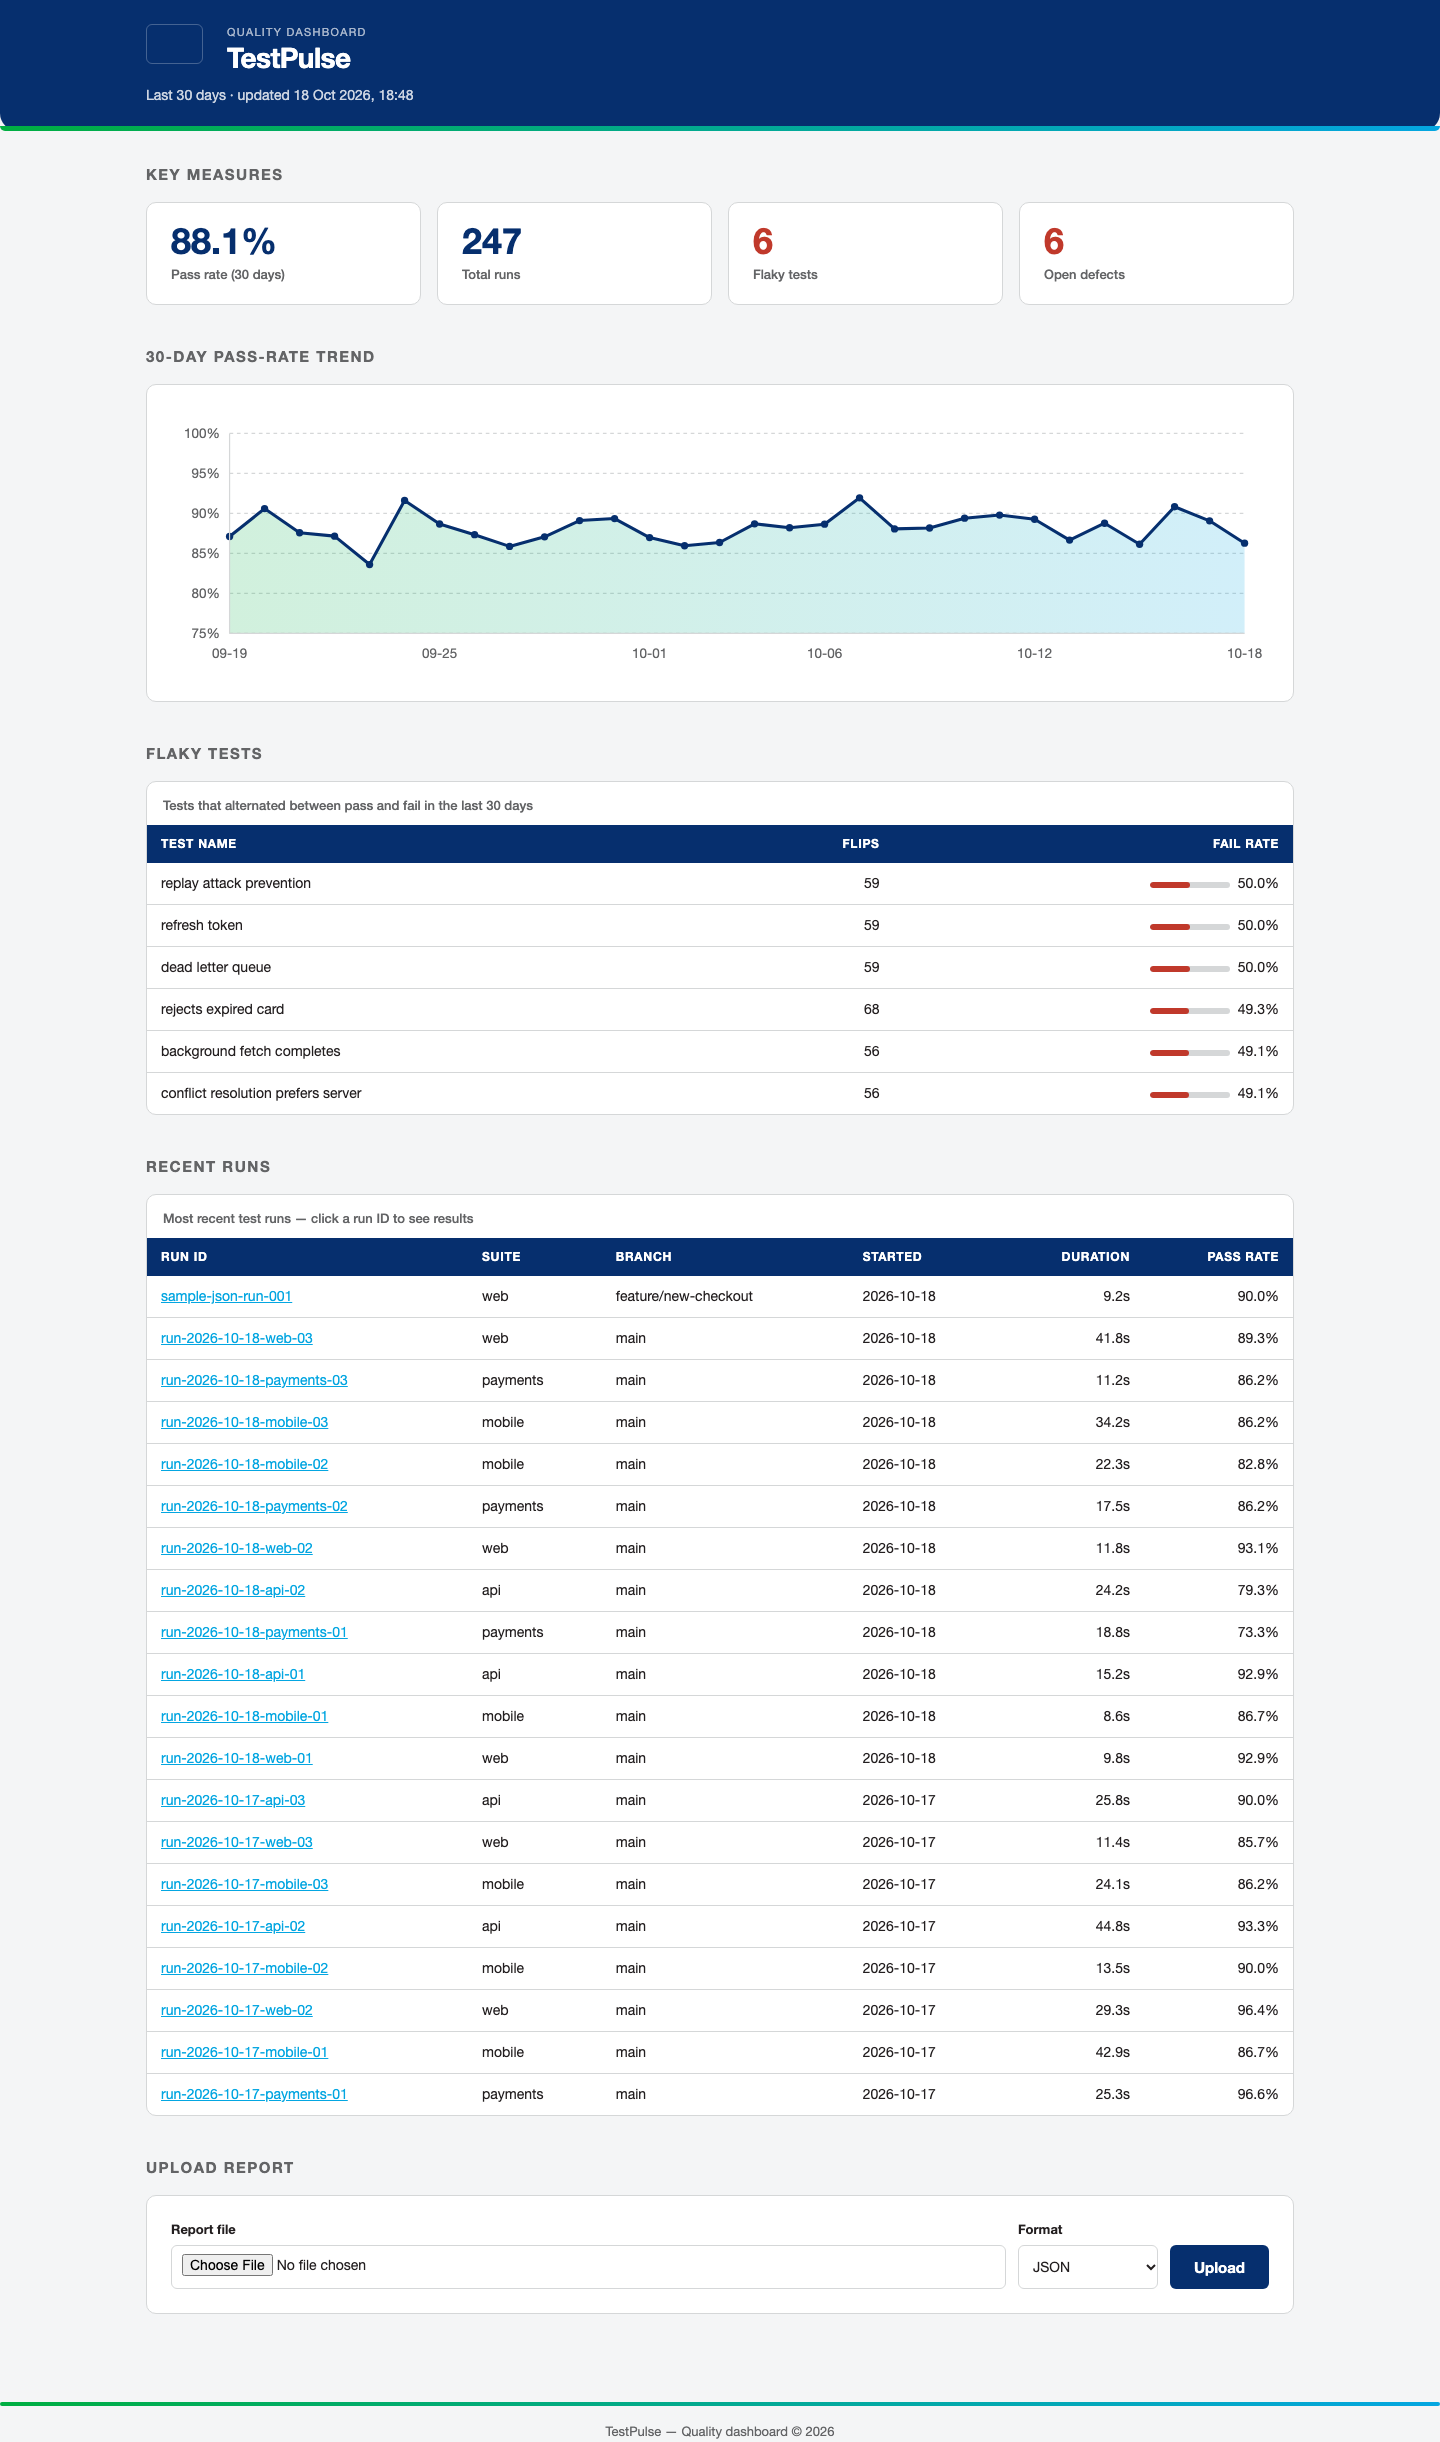 QUALITY DASHBOARD
TestPulse
Last 30 days · updated 18 Oct 2026, 18:48
KEY MEASURES
88.1% 247 6 6
Pass rate (30 days) Total runs Flaky tests Open defects
30-DAY PASS-RATE TREND
100%
95%
90%
85%
80%
75%
09-19 09-25 10-01 10-06 10-12 10-18
FLAKY TESTS
Tests that alternated between pass and fail in the last 30 days
TEST NAME FLIPS FAIL RATE
replay attack prevention 59 50.0%
refresh token 59 50.0%
dead letter queue 59 50.0%
rejects expired card 68 49.3%
background fetch completes 56 49.1%
conflict resolution prefers server 56 49.1%
RECENT RUNS
Most recent test runs — click a run ID to see results
RUN ID SUITE BRANCH STARTED DURATION PASS RATE
sample-json-run-001 web feature/new-checkout 2026-10-18 9.2s 90.0%
run-2026-10-18-web-03 web main 2026-10-18 41.8s 89.3%
run-2026-10-18-payments-03 payments main 2026-10-18 11.2s 86.2%
run-2026-10-18-mobile-03 mobile main 2026-10-18 34.2s 86.2%
run-2026-10-18-mobile-02 mobile main 2026-10-18 22.3s 82.8%
run-2026-10-18-payments-02 payments main 2026-10-18 17.5s 86.2%
run-2026-10-18-web-02 web main 2026-10-18 11.8s 93.1%
run-2026-10-18-api-02 api main 2026-10-18 24.2s 79.3%
run-2026-10-18-payments-01 payments main 2026-10-18 18.8s 73.3%
run-2026-10-18-api-01 api main 2026-10-18 15.2s 92.9%
run-2026-10-18-mobile-01 mobile main 2026-10-18 8.6s 86.7%
run-2026-10-18-web-01 web main 2026-10-18 9.8s 92.9%
run-2026-10-17-api-03 api main 2026-10-17 25.8s 90.0%
run-2026-10-17-web-03 web main 2026-10-17 11.4s 85.7%
run-2026-10-17-mobile-03 mobile main 2026-10-17 24.1s 86.2%
run-2026-10-17-api-02 api main 2026-10-17 44.8s 93.3%
run-2026-10-17-mobile-02 mobile main 2026-10-17 13.5s 90.0%
run-2026-10-17-web-02 web main 2026-10-17 29.3s 96.4%
run-2026-10-17-mobile-01 mobile main 2026-10-17 42.9s 86.7%
run-2026-10-17-payments-01 payments main 2026-10-17 25.3s 96.6%
UPLOAD REPORT
Report file Format
Choose File No file chosen JSON Upload
TestPulse — Quality dashboard © 2026